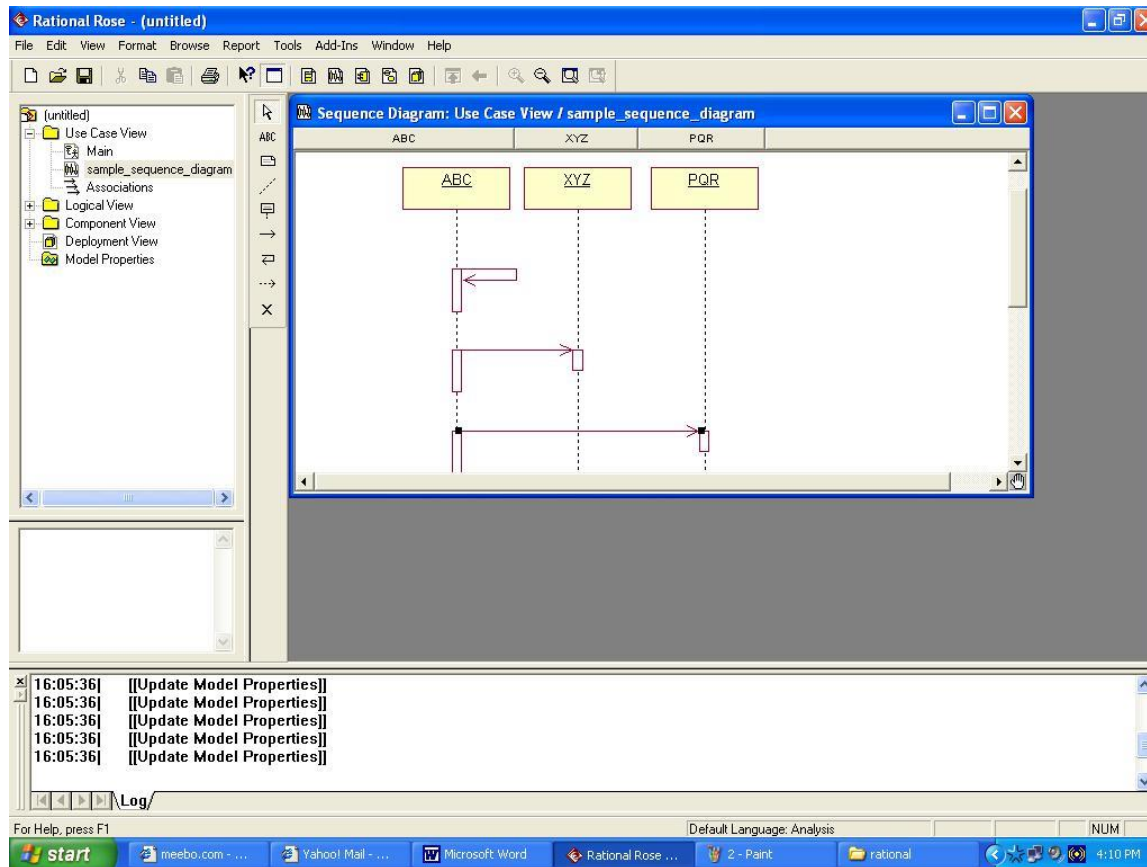 Rational Rose - (untitled)
File Edit View Format Browse Report Tools Add-Ins Window Help
(untitled)
Use Case View
Main
sample_sequence_diagram
Associations
Logical View
Component View
Deployment View
Model Properties
ABC
Sequence Diagram: Use Case View / sample_sequence_diagram
ABC XYZ PQR
ABC XYZ PQR
16:05:36| [[Update Model Properties]]
16:05:36| [[Update Model Properties]]
16:05:36| [[Update Model Properties]]
16:05:36| [[Update Model Properties]]
16:05:36| [[Update Model Properties]]
Log
For Help, press F1 Default Language: Analysis NUM
start meebo.com - ... Yahoo! Mail - ... Microsoft Word Rational Rose ... 2 - Paint rational 4:10 PM